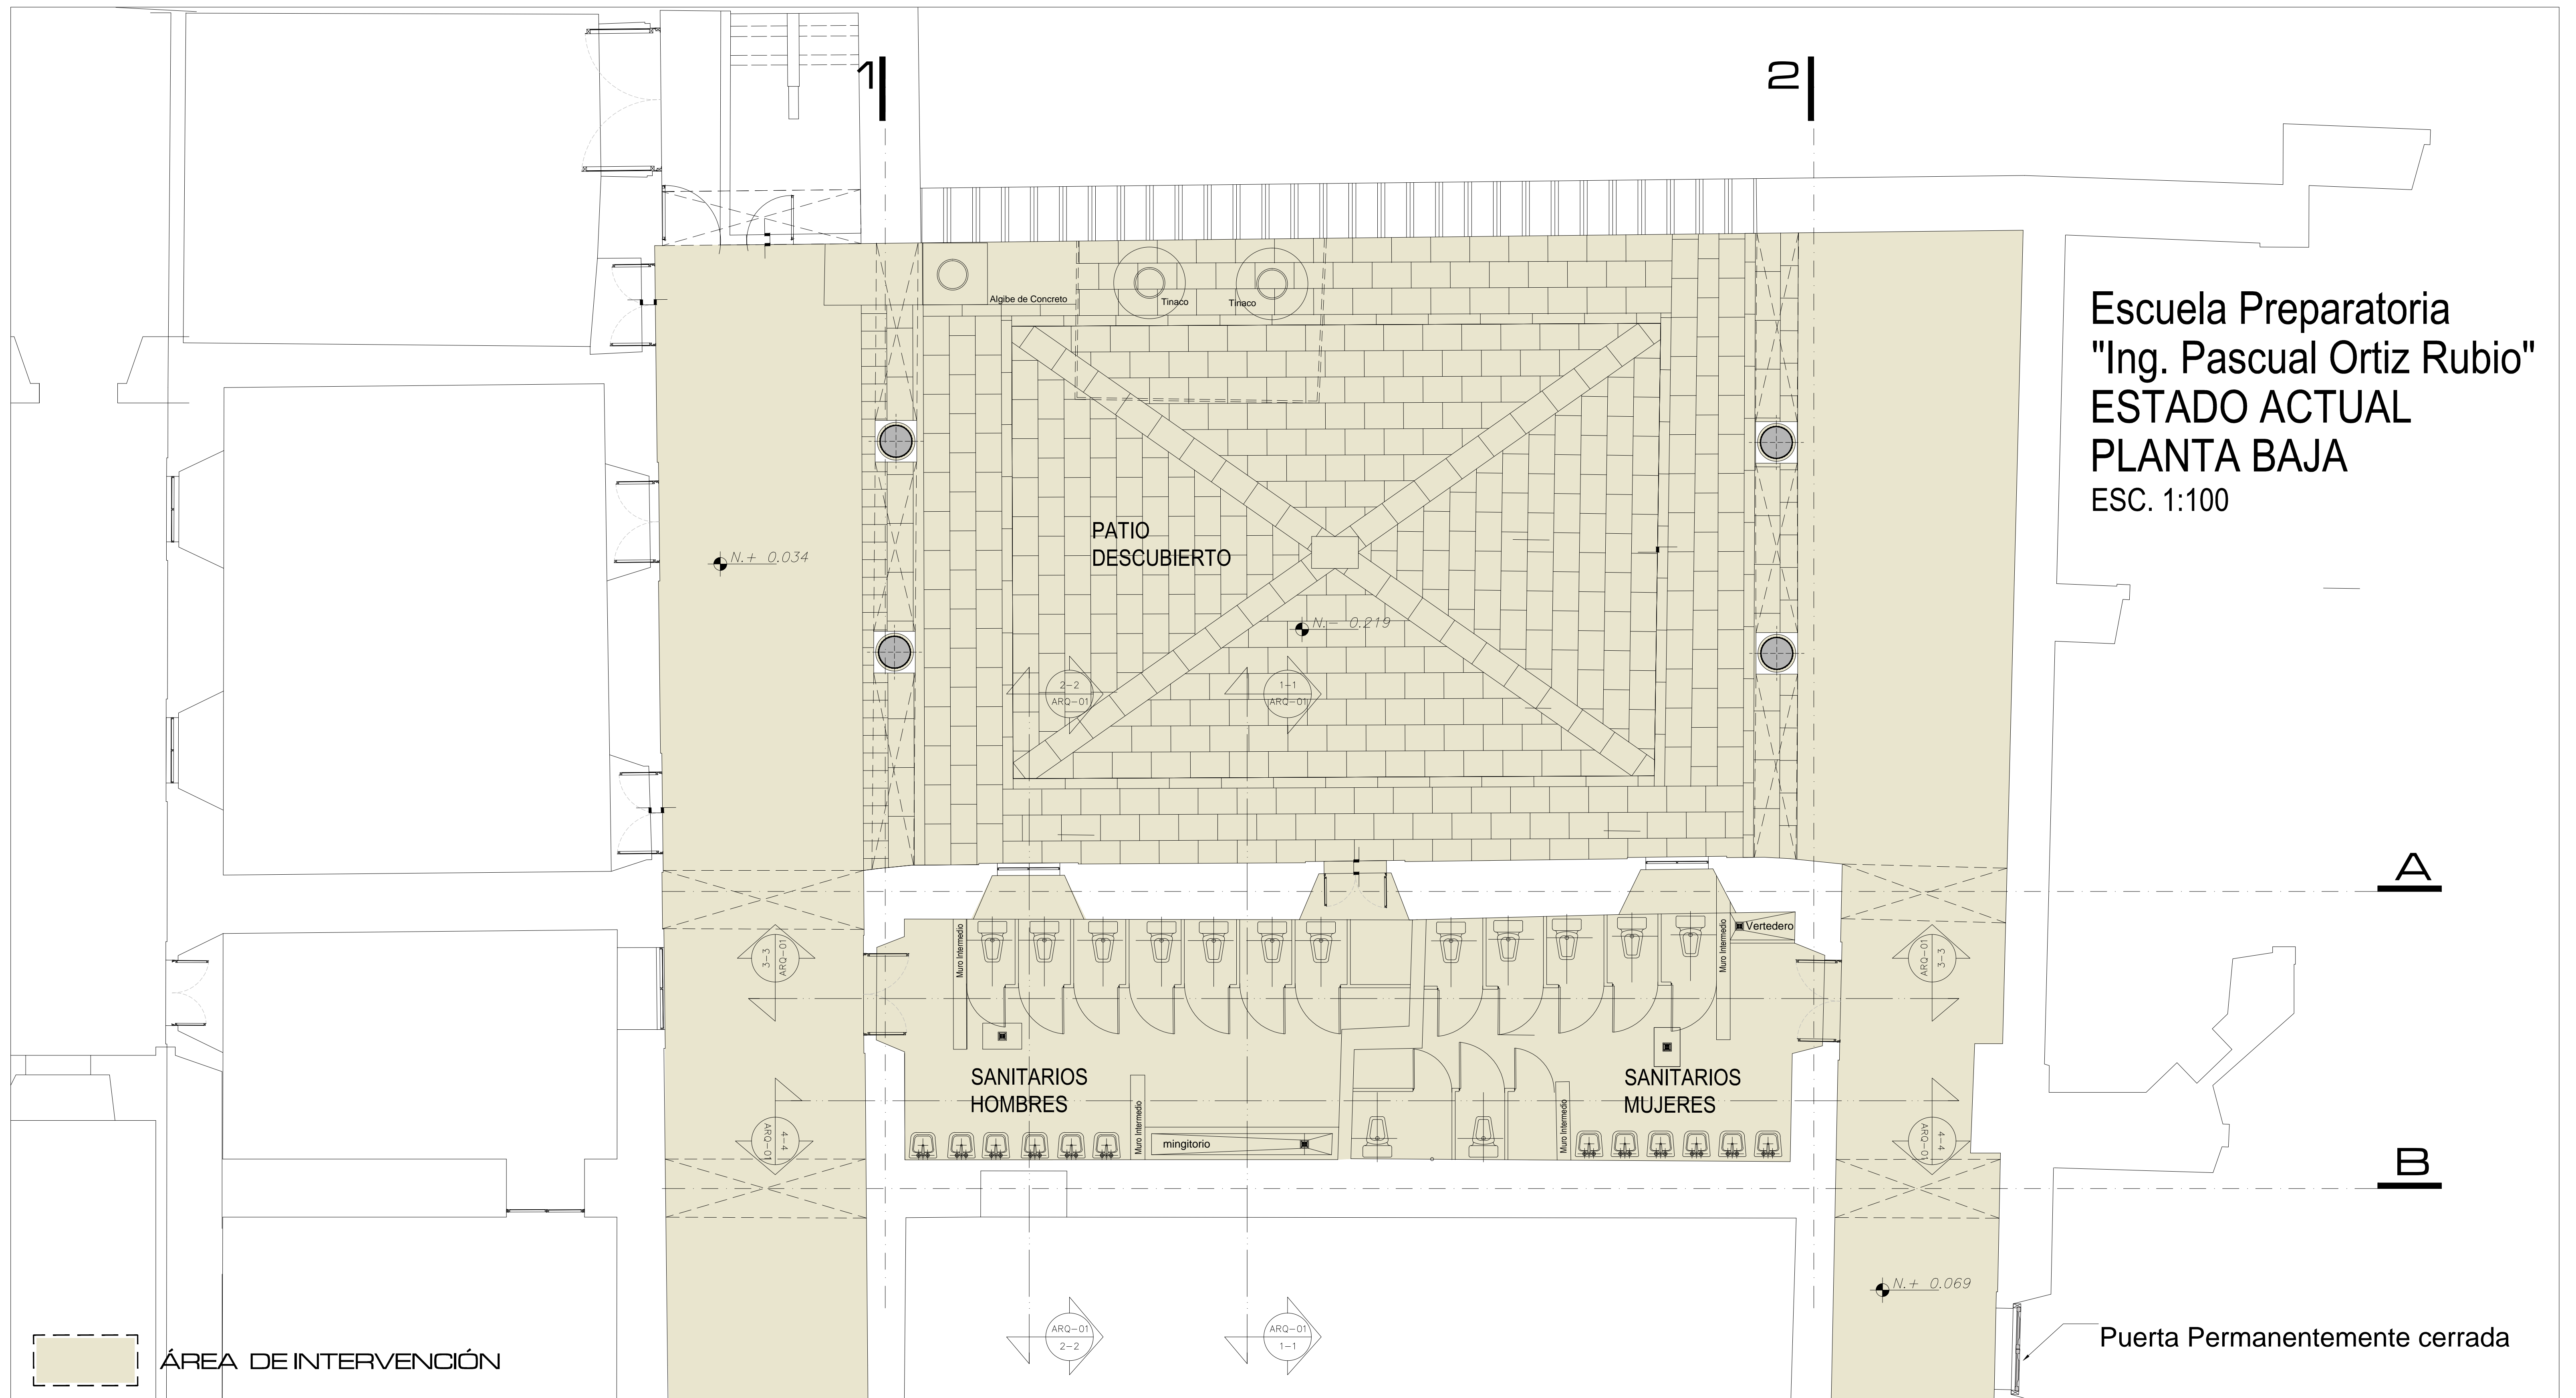 1
2
Algibe de Concreto
Tinaco
Tinaco
Escuela Preparatoria
"Ing. Pascual Ortiz Rubio"
ESTADO ACTUAL
PLANTA BAJA
ESC. 1:100
PATIO
DESCUBIERTO
N.+ 0.034
N.- 0.219
2-2
ARQ-01
1-1
ARQ-01
A
Muro Intermedio
Muro Intermedio
Vertedero
3-3
ARQ-01
ARQ-01
3-3
SANITARIOS
HOMBRES
SANITARIOS
MUJERES
Muro Intermedio
mingitorio
Muro Intermedio
4-4
ARQ-01
4-4
ARQ-01
B
N.+ 0.069
ARQ-01
2-2
ARQ-01
1-1
Puerta Permanentemente cerrada
ÁREA DE INTERVENCIÓN